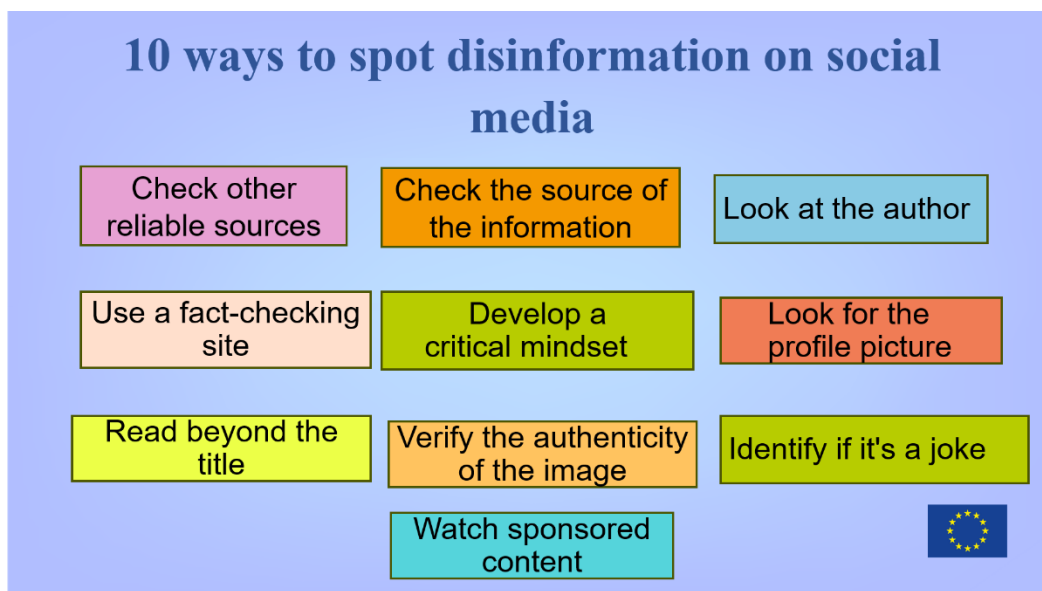 10 ways to spot disinformation on social
media
Check other
reliable sources
Check the source of
the information
Look at the author
Use a fact-checking
site
Develop a
critical mindset
Look for the
profile picture
Read beyond the
title
Verify the authenticity
of the image
Identify if it's a joke
Watch sponsored
content